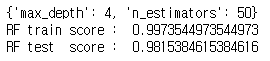 {'max_depth': 4, 'n_estimators': 50}
RF train score :  0.9973544973544973
RF test  score :  0.9815384615384616